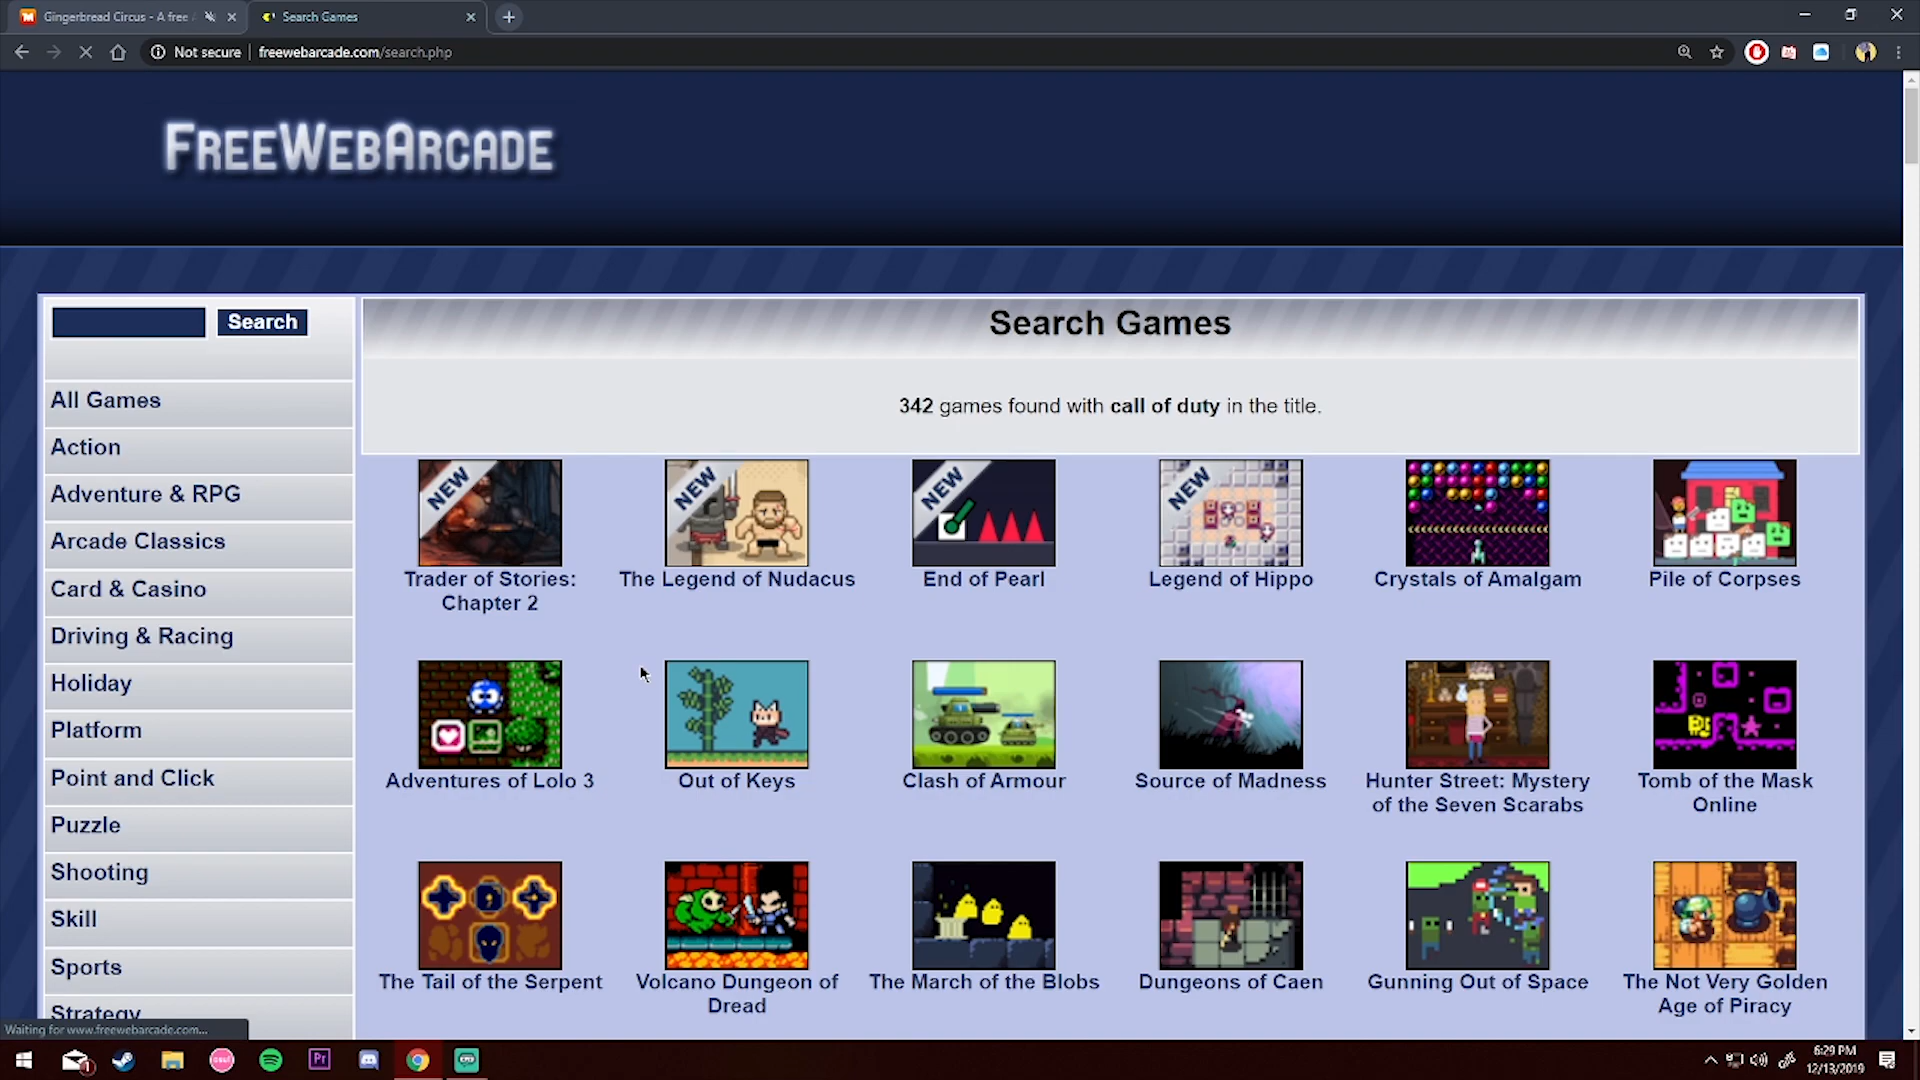 Gingerbread Circus - A free
Search Games
Not secure | freewebarcade.com/search.php
FREEWEBARCADE
Search
Search Games
342 games found with call of duty in the title.
All Games
Action
Adventure & RPG
Arcade Classics
Card & Casino
Driving & Racing
Holiday
Platform
Point and Click
Puzzle
Shooting
Skill
Sports
Strategy
NEW
NEW
NEW
NEW
Trader of Stories:
Chapter 2
The Legend of Nudacus
End of Pearl
Legend of Hippo
Crystals of Amalgam
Pile of Corpses
Adventures of Lolo 3
Out of Keys
Clash of Armour
Source of Madness
Hunter Street: Mystery
of the Seven Scarabs
Tomb of the Mask
Online
The Tail of the Serpent
Volcano Dungeon of
Dread
The March of the Blobs
Dungeons of Caen
Gunning Out of Space
The Not Very Golden
Age of Piracy
Waiting for www.freewebarcade.com...
1
osu!
Pr
6:29 PM
12/13/2019